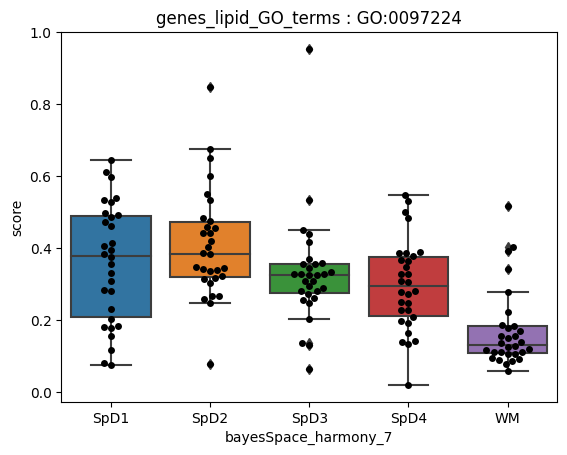 genes_lipid_GO_terms : GO:0097224
1.0
0.8
0.6
0.4
0.2
0.0
score
SpD1 SpD2 SpD3 SpD4 WM
bayesSpace_harmony_7